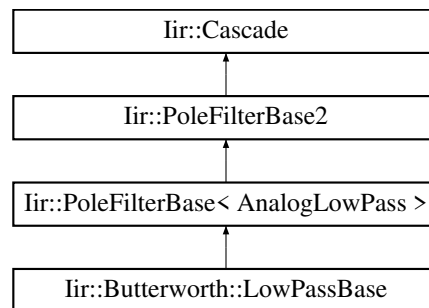 Iir::Cascade
Iir::PoleFilterBase2
Iir::PoleFilterBase< AnalogLowPass >
Iir::Butterworth::LowPassBase